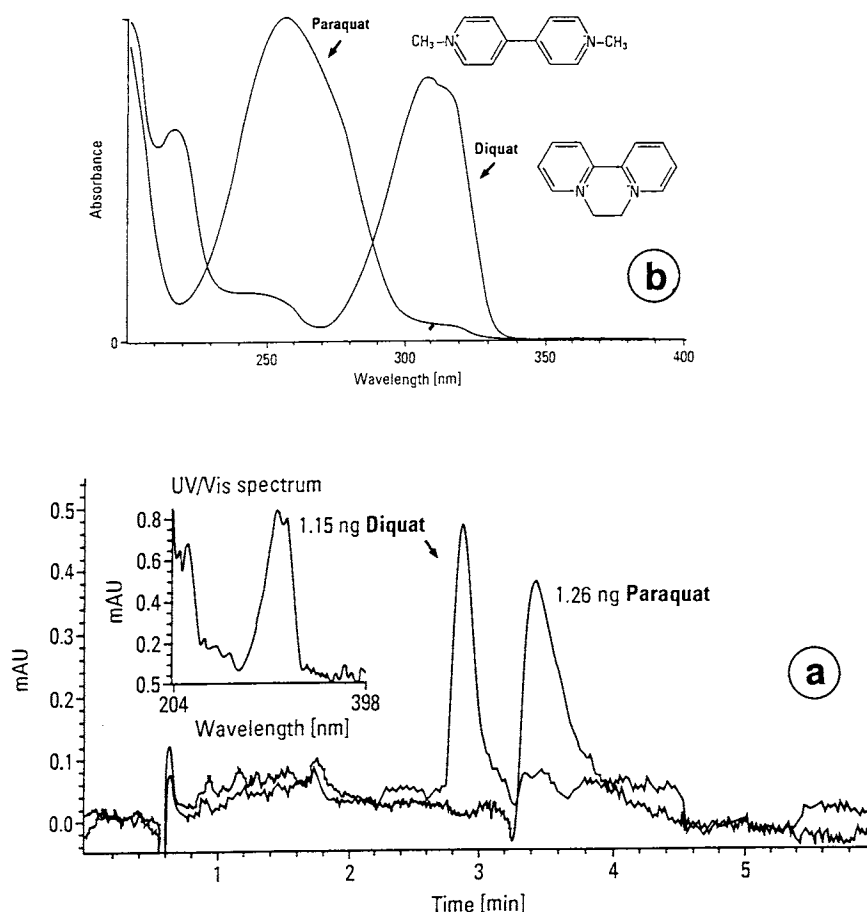 Paraquat
CH₃-N⁺
N⁺-CH₃
Diquat
N⁺
N⁺
Absorbance
b
0
250
300
350
400
Wavelength [nm]
UV/Vis spectrum
0.8
0.6
0.4
0.2
0.5
mAU
204
398
Wavelength [nm]
1.15 ng Diquat
1.26 ng Paraquat
a
0.5
0.4
0.3
0.2
0.1
0.0
mAU
1
2
3
4
5
Time [min]